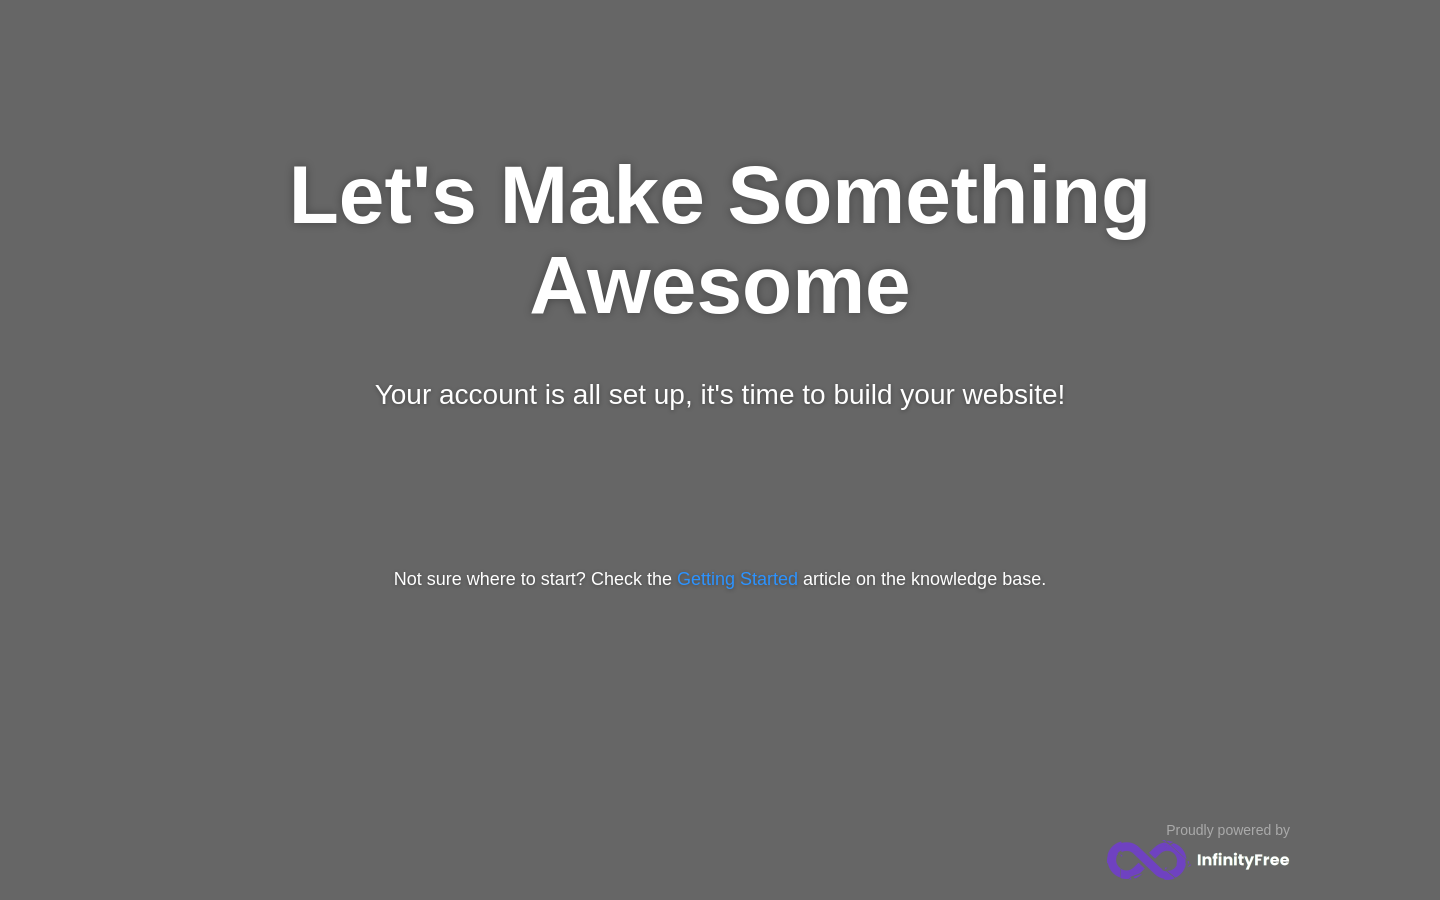 Let's Make Something
Awesome
Your account is all set up, it's time to build your website!
Not sure where to start? Check the Getting Started article on the knowledge base.
Proudly powered by
InfinityFree